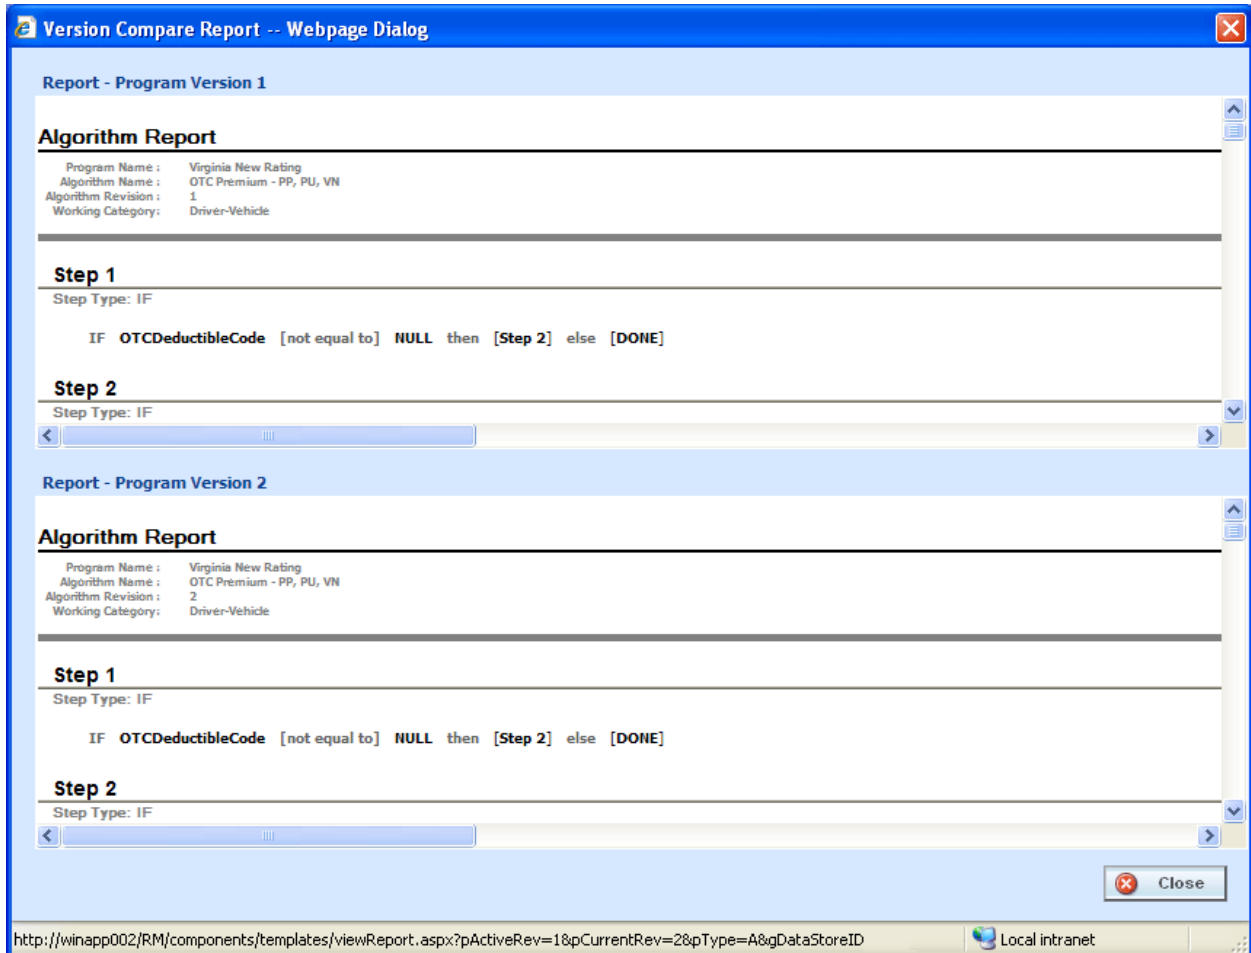 Version Compare Report -- Webpage Dialog
Report - Program Version 1
Algorithm Report
Program Name : Virginia New Rating
Algorithm Name : OTC Premium - PP, PU, VN
Algorithm Revision : 1
Working Category: Driver-Vehicle
Step 1
Step Type: IF
IF OTCDeductibleCode [not equal to] NULL then [Step 2] else [DONE]
Step 2
Step Type: IF
Report - Program Version 2
Algorithm Report
Program Name : Virginia New Rating
Algorithm Name : OTC Premium - PP, PU, VN
Algorithm Revision : 2
Working Category: Driver-Vehicle
Step 1
Step Type: IF
IF OTCDeductibleCode [not equal to] NULL then [Step 2] else [DONE]
Step 2
Step Type: IF
Close
http://winapp002/RM/components/templates/viewReport.aspx?pActiveRev=1&pCurrentRev=2&pType=A&gDataStoreID Local intranet